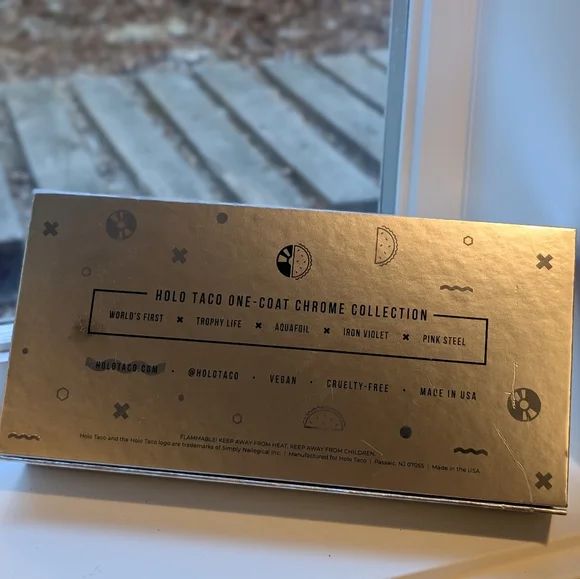 HOLO TACO ONE-COAT CHROME COLLECTION
WORLD'S FIRST × TROPHY LIFE × AQUAFOIL × IRON VIOLET × PINK STEEL
HOLOTACO.COM · @HOLOTACO · VEGAN · CRUELTY-FREE · MADE IN USA
FLAMMABLE! KEEP AWAY FROM HEAT. KEEP AWAY FROM CHILDREN.
Holo Taco and the Holo Taco logo are trademarks of Simply Nailogical Inc. | Manufactured for Holo Taco | Passaic, NJ 07055 | Made in the USA